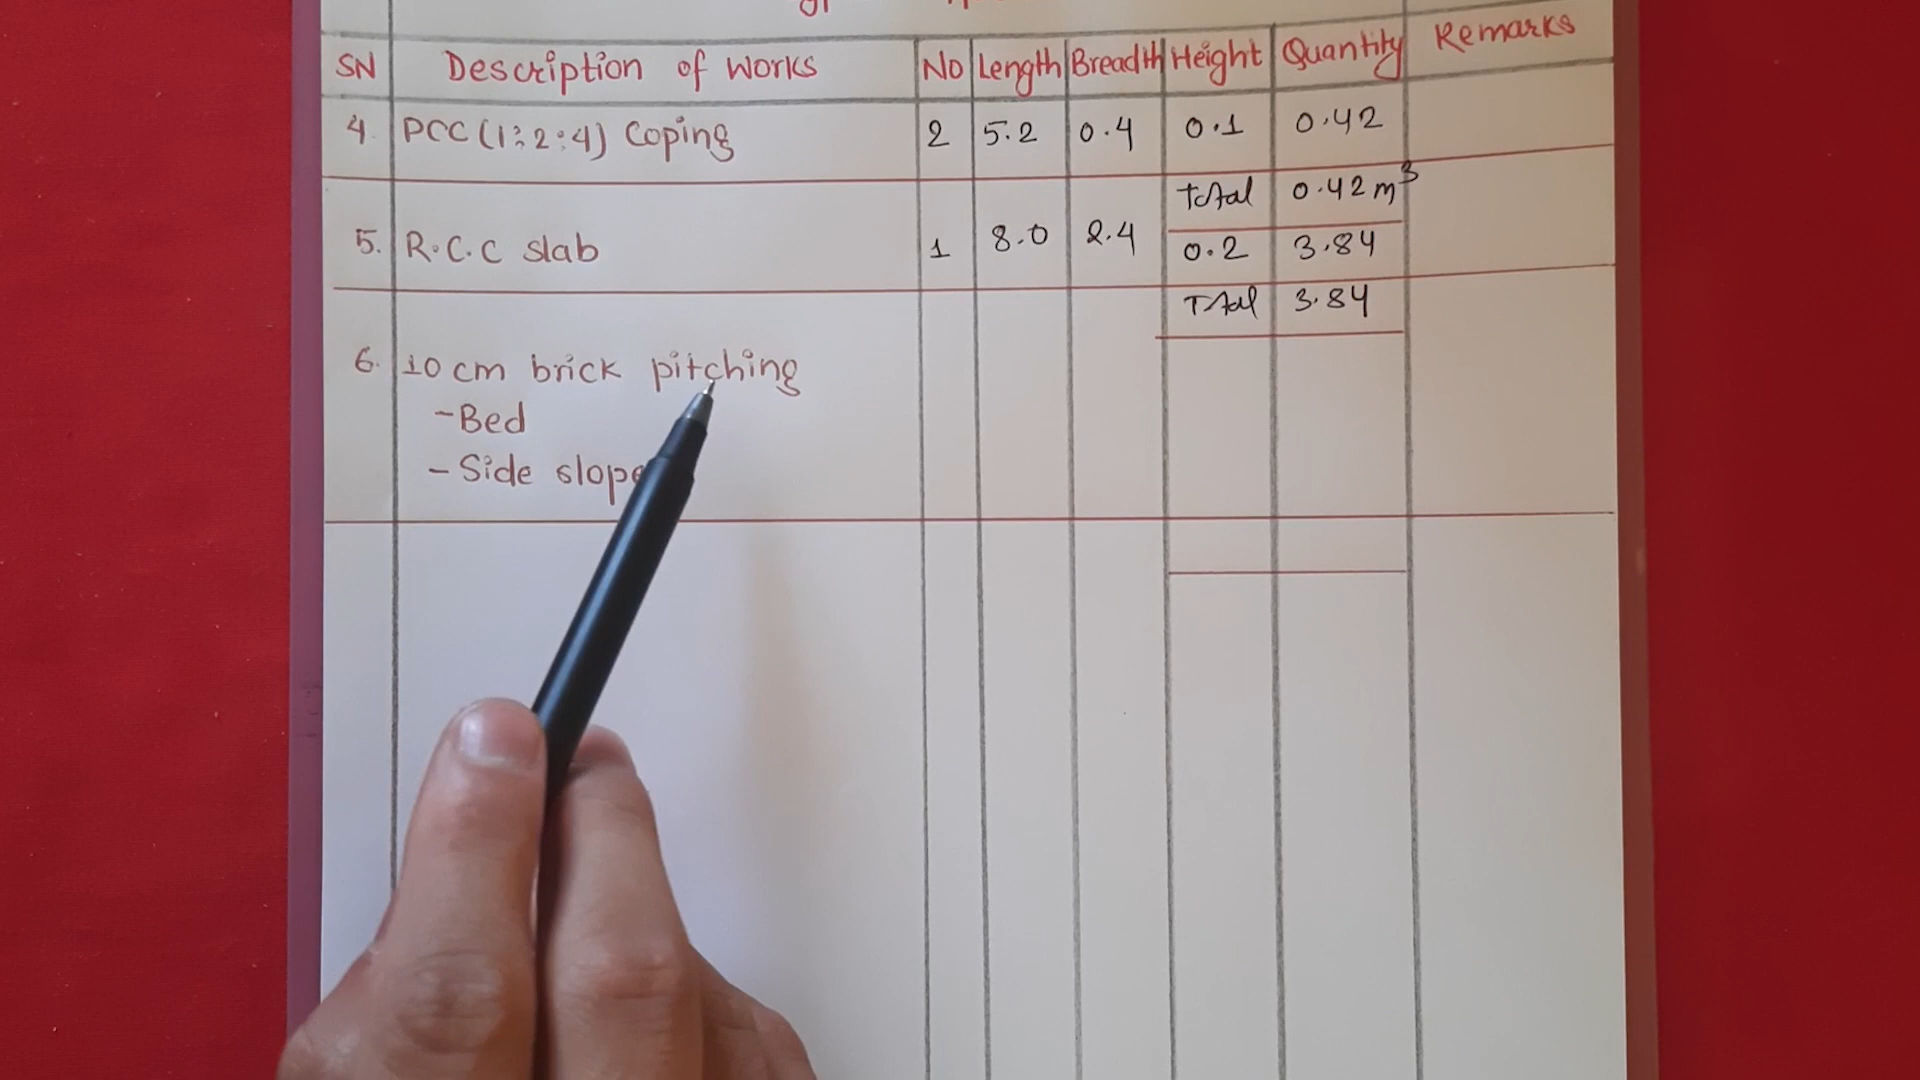 SN Description of works No Length Breadth Height Quantity Remarks
4. PCC (1:2:4) Coping 2 5.2 0.4 0.1 0.42
Total 0.42 m³
5. R.C.C slab 1 8.0 2.4 0.2 3.84
Total 3.84
6. 10 cm brick pitching
- Bed
- Side slope